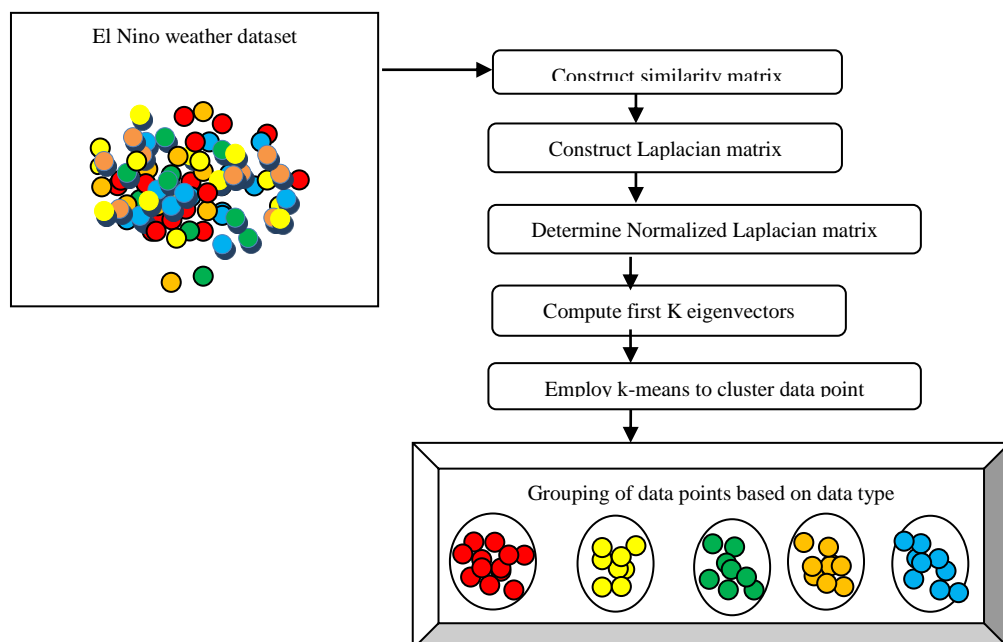 El Nino weather dataset
Construct similarity matrix
Construct Laplacian matrix
Determine Normalized Laplacian matrix
Compute first K eigenvectors
Employ k-means to cluster data point
Grouping of data points based on data type